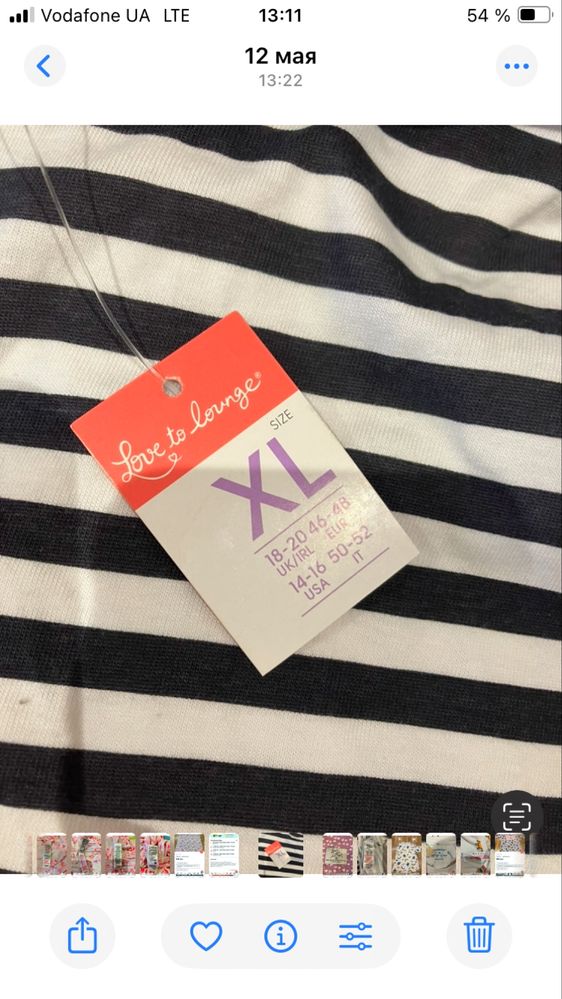 Vodafone UA LTE 13:11 54 %
12 мая
13:22
Love to lounge®
SIZE
XL
18-20 46-48
UK/IRL EUR
14-16 50-52
USA IT